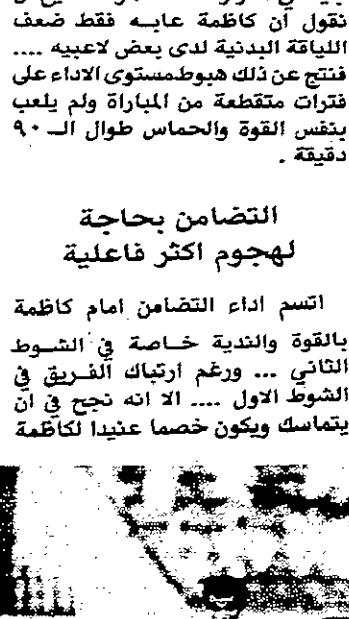 نقول ان كاظمة عابه فقط ضعف
اللياقة البدنية لدى بعض لاعبيه ....
فنتج عن ذلك هبوط مستوى الاداء على
فترات متقطعة من المباراة ولم يلعب
بنفس القوة والحماس طوال الـ ٩٠
دقيقة .
التضامن بحاجة
لهجوم اكثر فاعلية
اتسم اداء التضامن امام كاظمة
بالقوة والندية خاصة في الشوط
الثاني ... ورغم ارتباك الفريق في
الشوط الاول .... الا انه نجح في ان
يتماسك ويكون خصما عنيدا لكاظمة